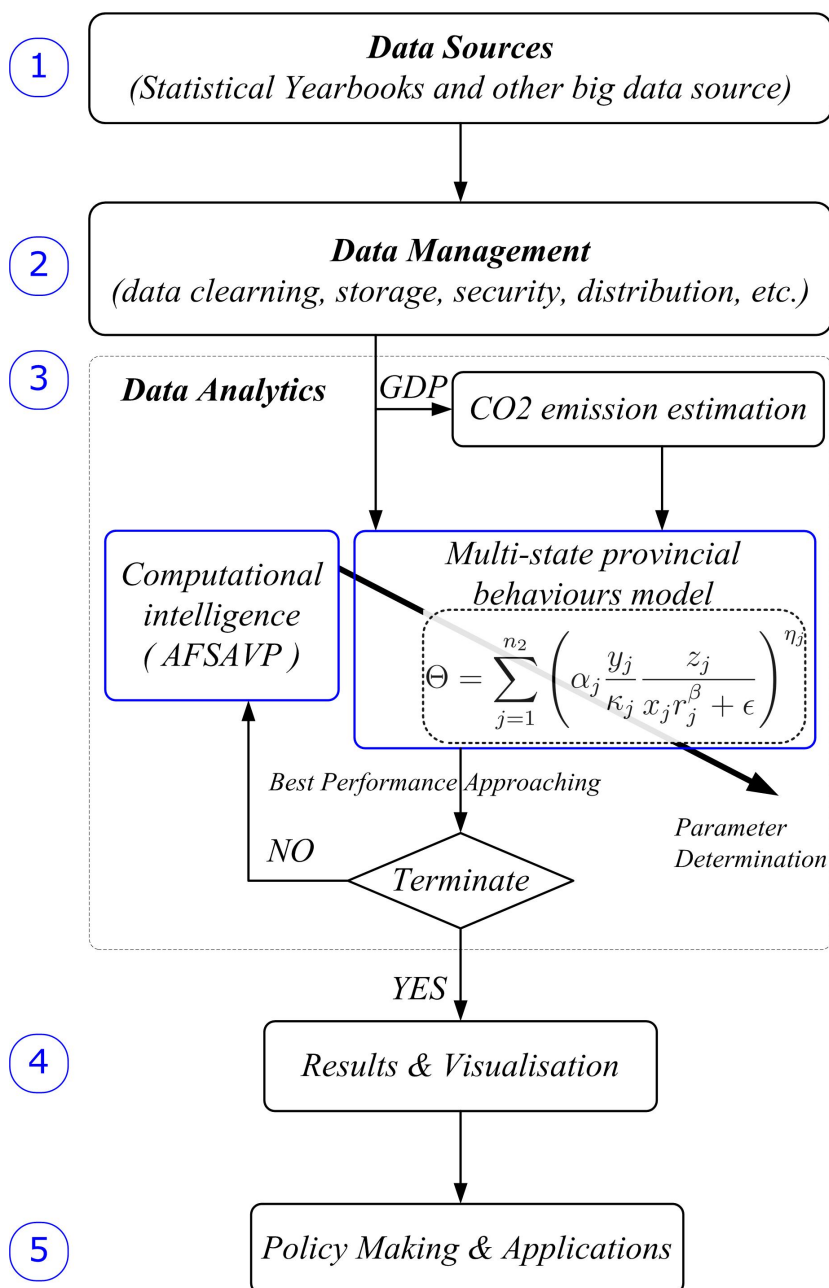 1
Data Sources
(Statistical Yearbooks and other big data source)
2
Data Management
(data clearning, storage, security, distribution, etc.)
3
Data Analytics
GDP
CO2 emission estimation
Computational
intelligence
( AFSAVP )
Multi-state provincial
behaviours model
Θ = ∑_{j=1}^{n_2} ( α_j \frac{y_j}{κ_j} \frac{z_j}{x_j r_j^β + ϵ} )^{η_j}
Best Performance Approaching
Parameter
Determination
NO
Terminate
YES
4
Results & Visualisation
5
Policy Making & Applications